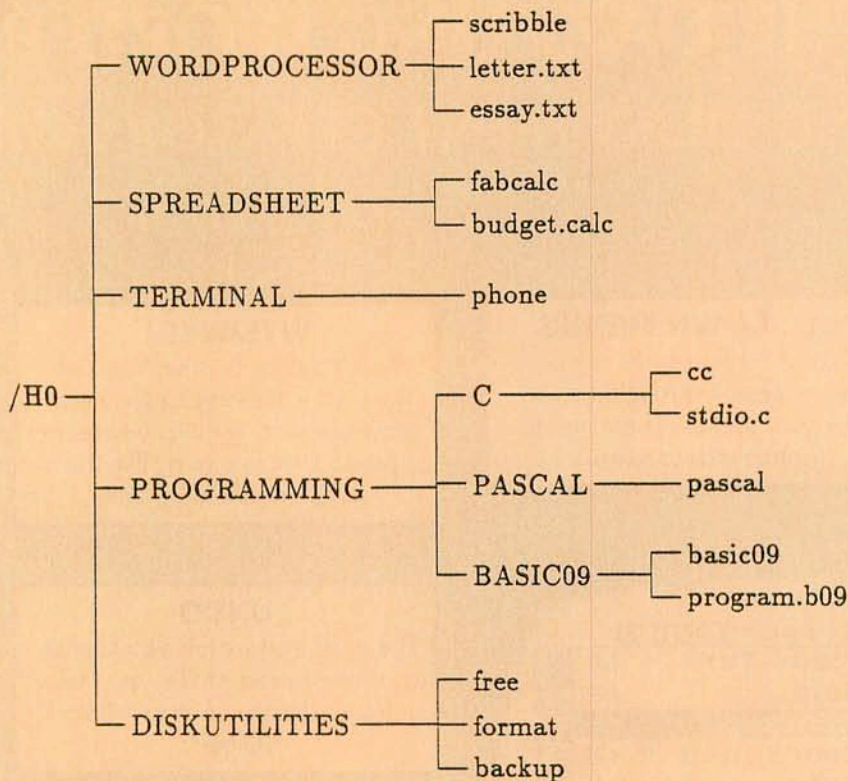 scribble
WORDPROCESSOR
letter.txt
essay.txt
fabcalc
SPREADSHEET
budget.calc
TERMINAL
phone
cc
/H0
C
stdio.c
PROGRAMMING
PASCAL
pascal
basic09
BASIC09
program.b09
free
DISKUTILITIES
format
backup